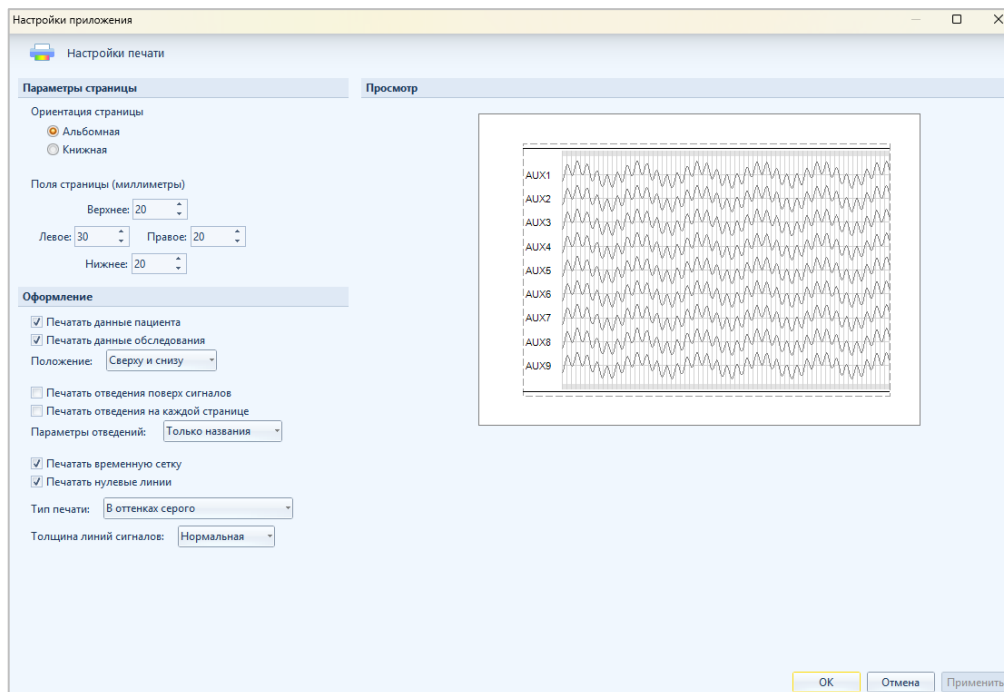 Настройки приложения
Настройки печати
Параметры страницы
Ориентация страницы
Альбомная
Книжная
Поля страницы (миллиметры)
Верхнее: 20
Левое: 30 Правое: 20
Нижнее: 20
Оформление
Печатать данные пациента
Печатать данные обследования
Положение: Сверху и снизу
Печатать отведения поверх сигналов
Печатать отведения на каждой странице
Параметры отведений: Только названия
Печатать временную сетку
Печатать нулевые линии
Тип печати: В оттенках серого
Толщина линий сигналов: Нормальная
Просмотр
AUX1
AUX2
AUX3
AUX4
AUX5
AUX6
AUX7
AUX8
AUX9
ОК Отмена Применить